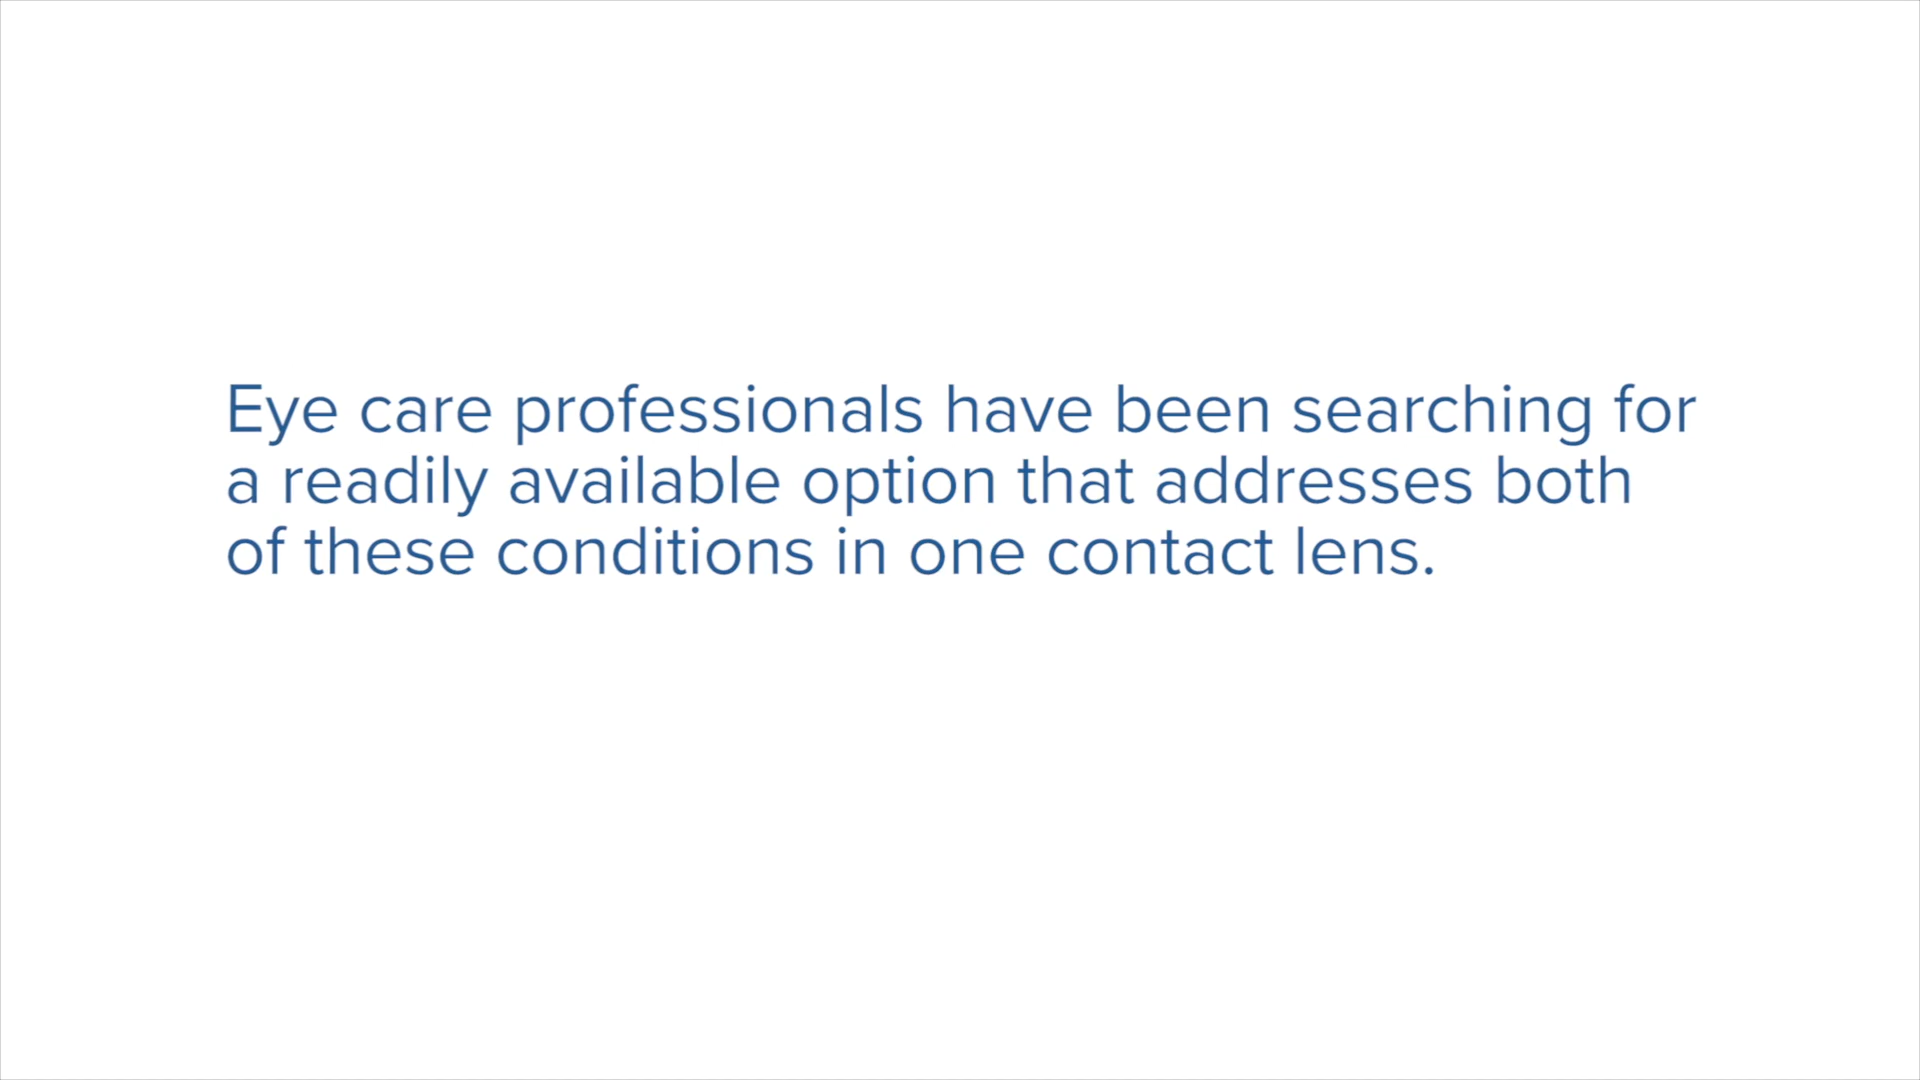 Eye care professionals have been searching for
a readily available option that addresses both
of these conditions in one contact lens.